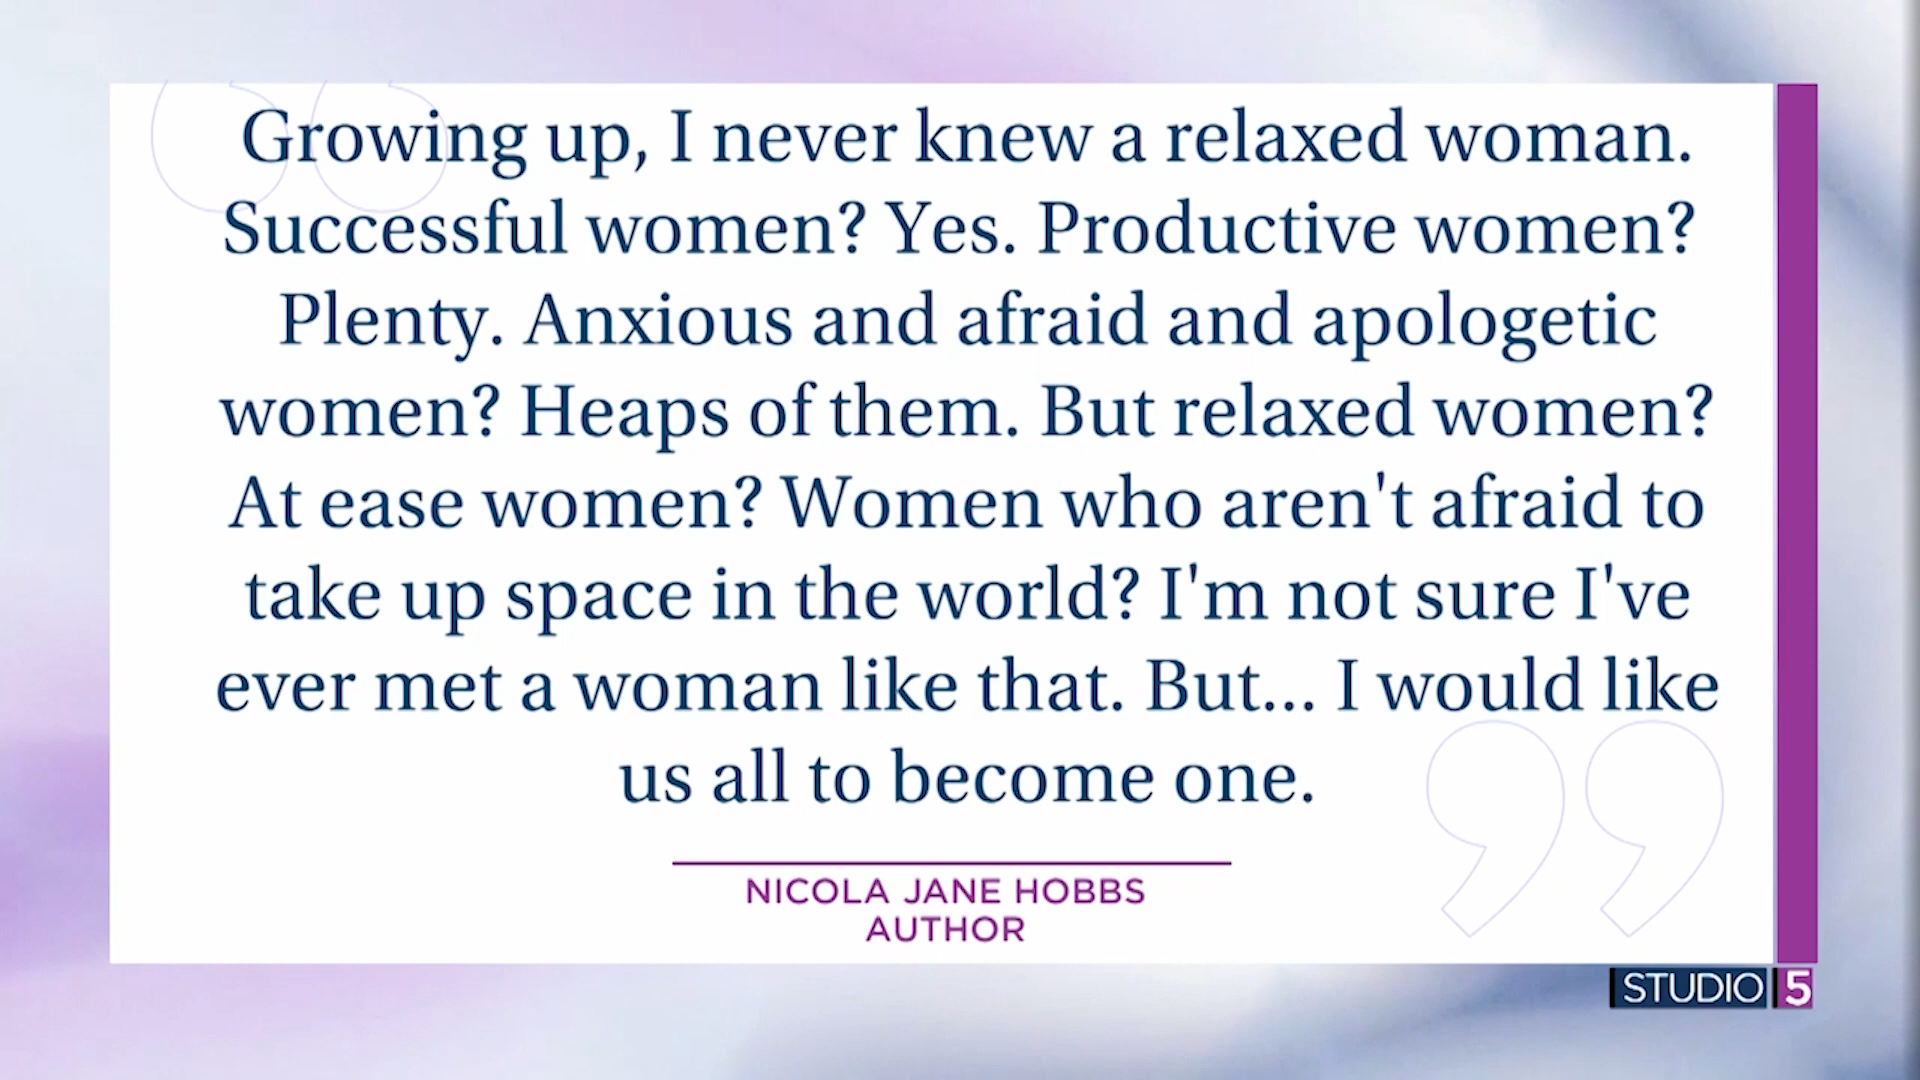 Growing up, I never knew a relaxed woman.
Successful women? Yes. Productive women?
Plenty. Anxious and afraid and apologetic
women? Heaps of them. But relaxed women?
At ease women? Women who aren't afraid to
take up space in the world? I'm not sure I've
ever met a woman like that. But... I would like
us all to become one.
NICOLA JANE HOBBS
AUTHOR
STUDIO 5